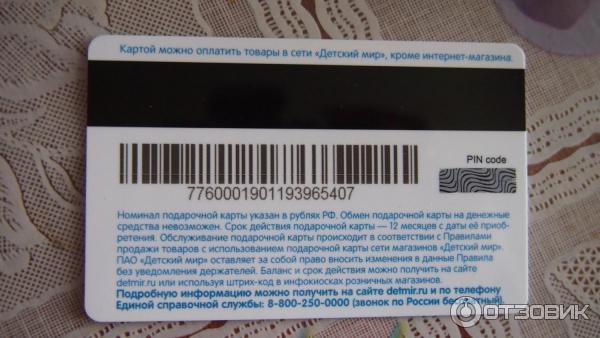 Картой можно оплатить товары в сети «Детский мир», кроме интернет-магазина.
PIN code
7760001901193965407
Номинал подарочной карты указан в рублях РФ. Обмен подарочной карты на денежные
средства невозможен. Срок действия подарочной карты — 12 месяцев с даты её приоб-
ретения. Обслуживание подарочной карты происходит в соответствии с Правилами
продажи товаров с использованием подарочной карты сети магазинов «Детский мир».
ПАО «Детский мир» оставляет за собой право вносить изменения в данные Правила
без уведомления держателей. Баланс и срок действия можно получить на сайте
detmir.ru или используя штрих-код в инфокиосках розничных магазинов.
Подробную информацию можно получить на сайте detmir.ru и по телефону
Единой справочной службы: 8-800-250-0000 (звонок по России бесплатный).
ОТЗОВИК